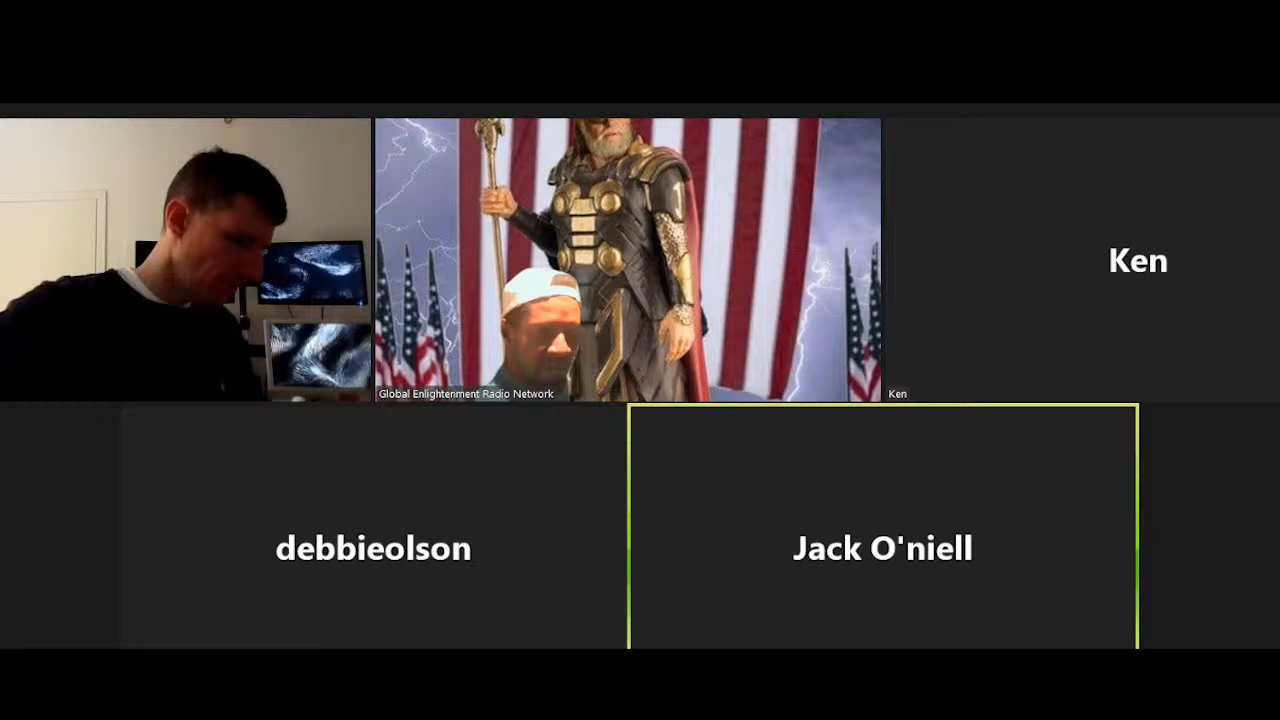 Ken
Global Enlightenment Radio Network
Ken
debbieolson
Jack O'niell